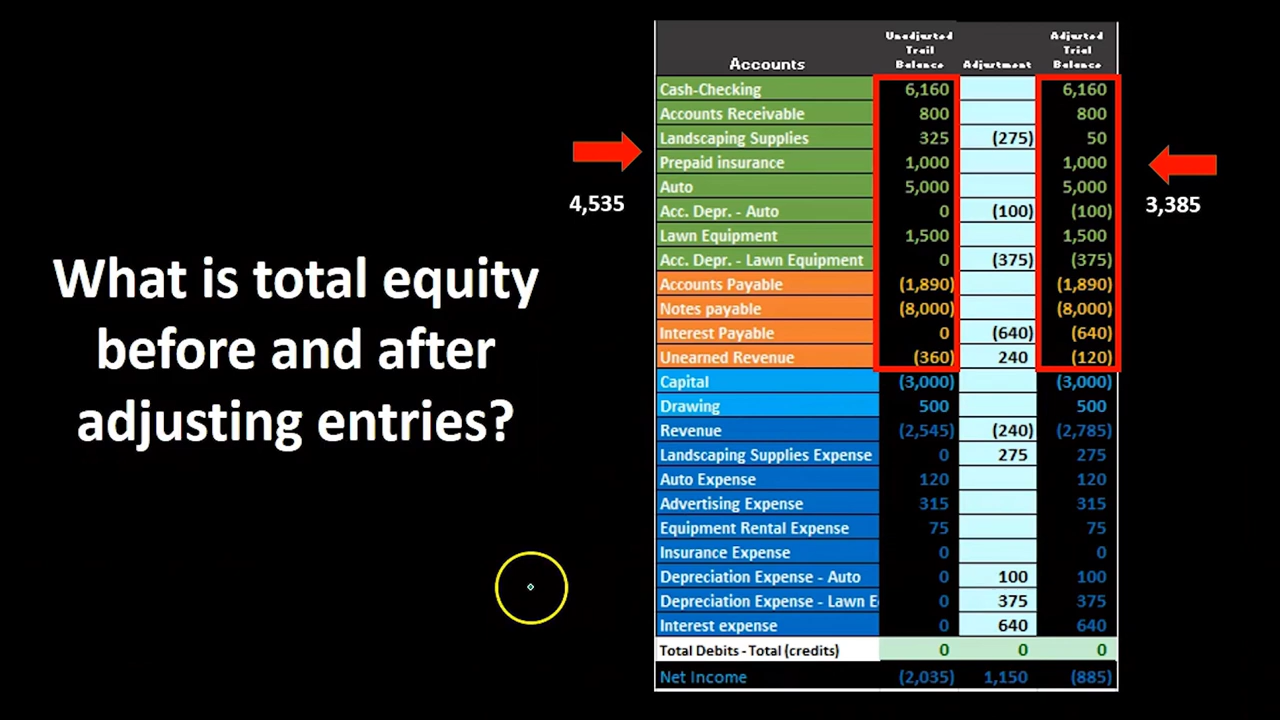 What is total equity
before and after
adjusting entries?
4,535
3,385
Accounts Unadjurted Trail Balance Adjurtment Adjurted Trial Balance
Cash-Checking 6,160 6,160
Accounts Receivable 800 800
Landscaping Supplies 325 (275) 50
Prepaid insurance 1,000 1,000
Auto 5,000 5,000
Acc. Depr. - Auto 0 (100) (100)
Lawn Equipment 1,500 1,500
Acc. Depr. - Lawn Equipment 0 (375) (375)
Accounts Payable (1,890) (1,890)
Notes payable (8,000) (8,000)
Interest Payable 0 (640) (640)
Unearned Revenue (360) 240 (120)
Capital (3,000) (3,000)
Drawing 500 500
Revenue (2,545) (240) (2,785)
Landscaping Supplies Expense 0 275 275
Auto Expense 120 120
Advertising Expense 315 315
Equipment Rental Expense 75 75
Insurance Expense 0 0
Depreciation Expense - Auto 0 100 100
Depreciation Expense - Lawn E 0 375 375
Interest expense 0 640 640
Total Debits - Total (credits) 0 0 0
Net Income (2,035) 1,150 (885)